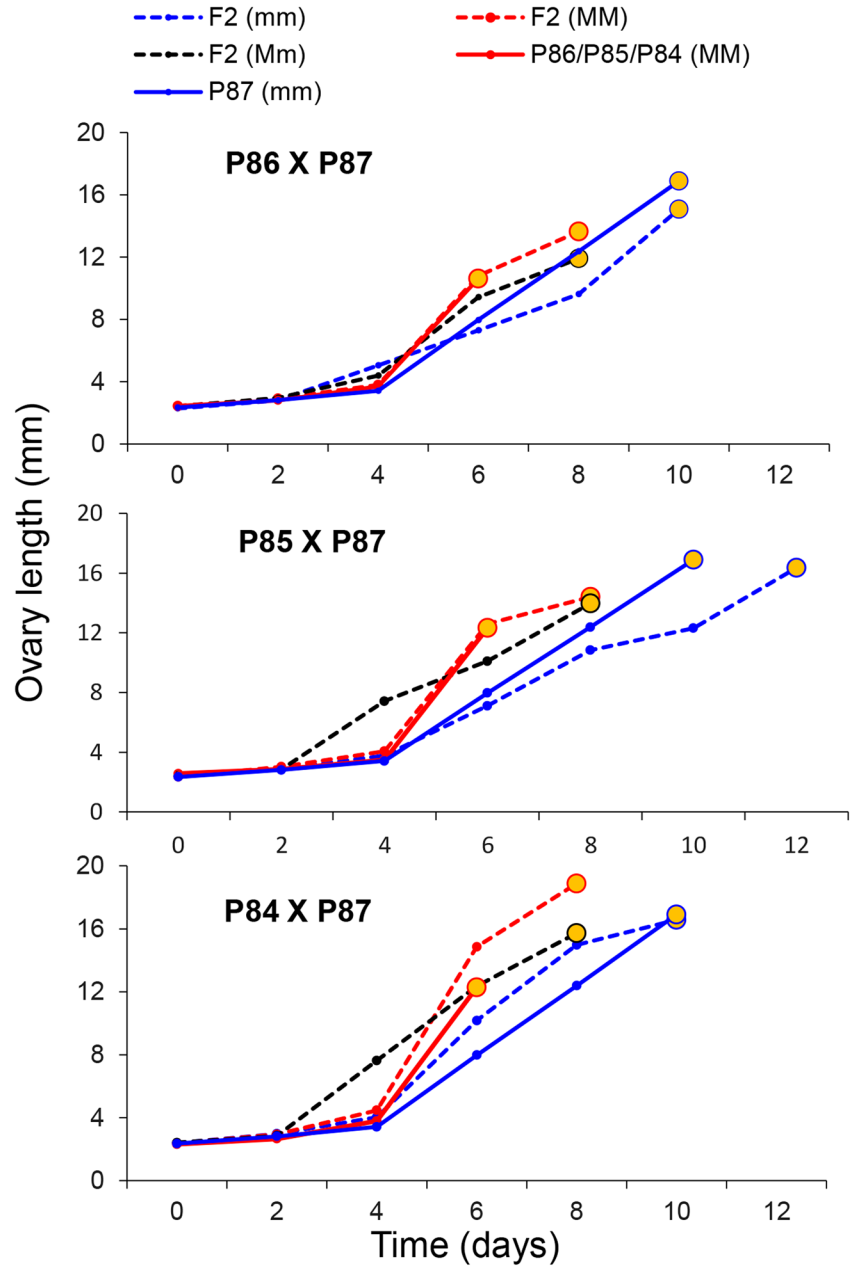 F2 (mm) F2 (MM)
F2 (Mm) P86/P85/P84 (MM)
P87 (mm)
Ovary length (mm)
P86 X P87
20
16
12
8
4
0
0 2 4 6 8 10 12
P85 X P87
20
16
12
8
4
0
0 2 4 6 8 10 12
P84 X P87
20
16
12
8
4
0
0 2 4 6 8 10 12
Time (days)